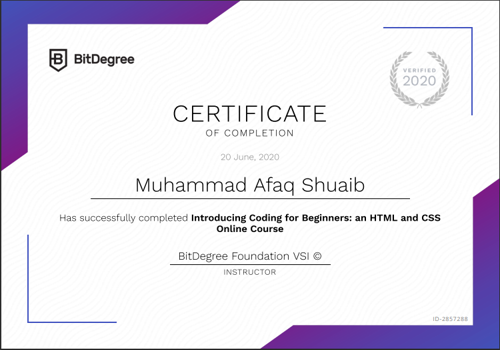 BitDegree
VERIFIED
2020
CERTIFICATE
OF COMPLETION
20 June, 2020
Muhammad Afaq Shuaib
Has successfully completed Introducing Coding for Beginners: an HTML and CSS
Online Course
BitDegree Foundation VSI ©
INSTRUCTOR
ID-2857288